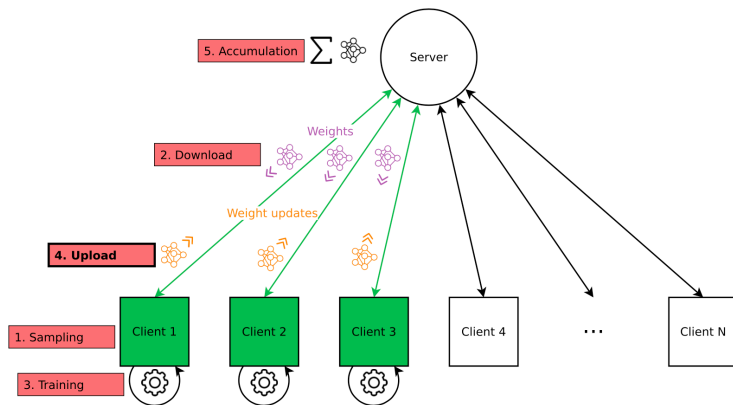 5. Accumulation
Server
Weights
2. Download
Weight updates
4. Upload
Client 1
Client 2
Client 3
Client 4
...
Client N
1. Sampling
3. Training